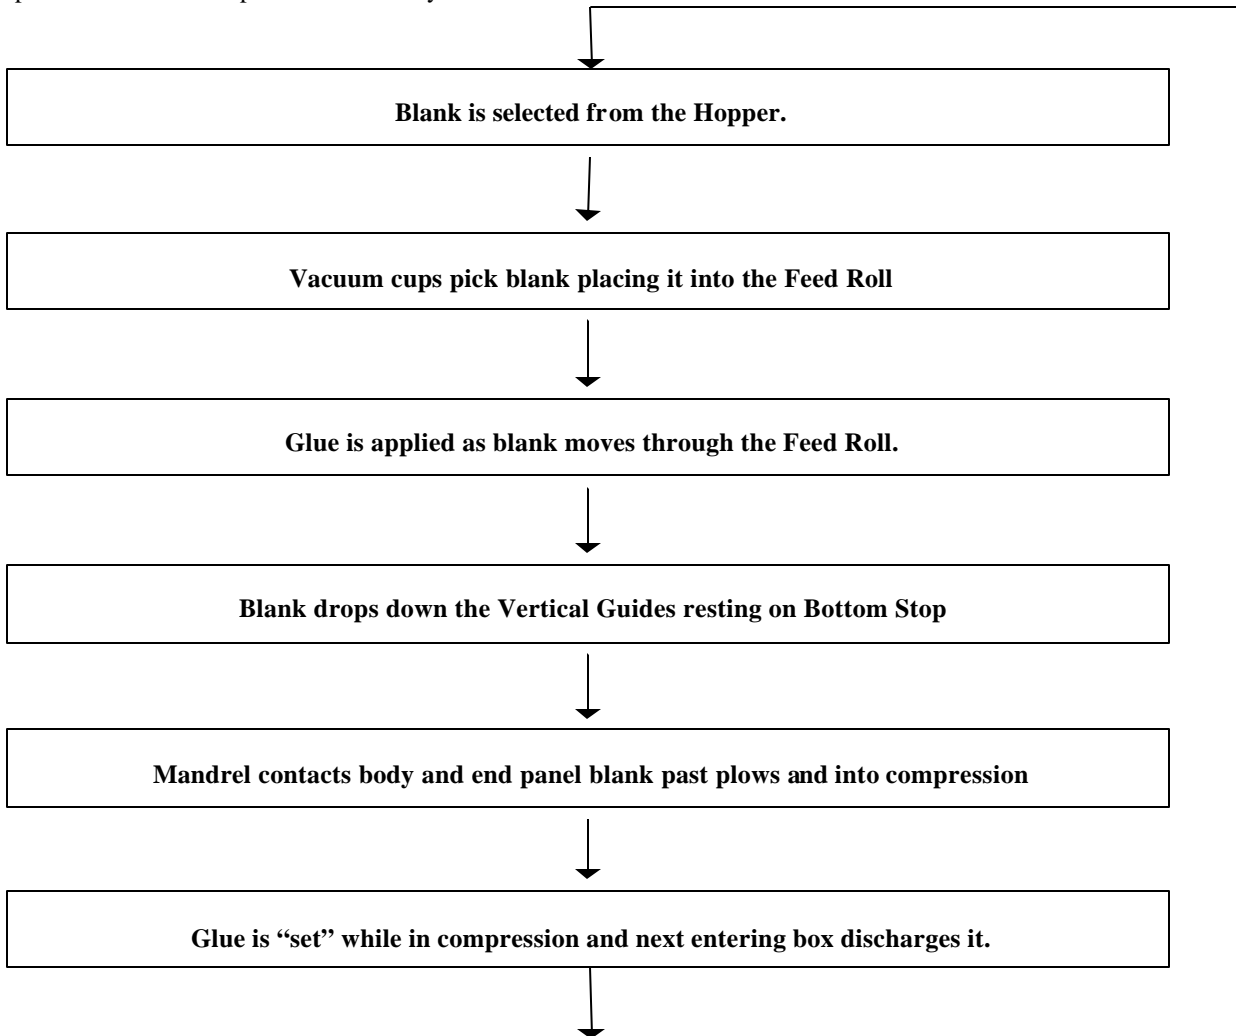 Blank is selected from the Hopper.
Vacuum cups pick blank placing it into the Feed Roll
Glue is applied as blank moves through the Feed Roll.
Blank drops down the Vertical Guides resting on Bottom Stop
Mandrel contacts body and end panel blank past plows and into compression
Glue is “set” while in compression and next entering box discharges it.